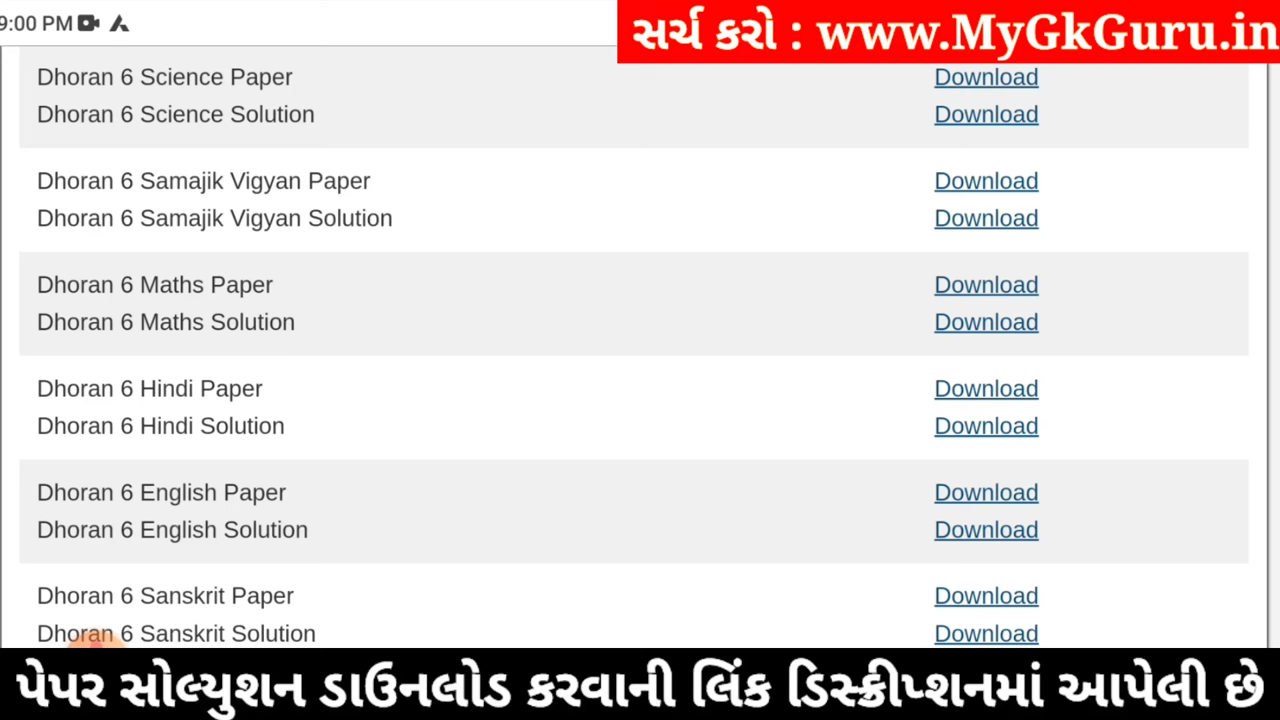 9:00 PM
સર્ચ કરો : www.MyGkGuru.in
Dhoran 6 Science Paper Download
Dhoran 6 Science Solution Download
Dhoran 6 Samajik Vigyan Paper Download
Dhoran 6 Samajik Vigyan Solution Download
Dhoran 6 Maths Paper Download
Dhoran 6 Maths Solution Download
Dhoran 6 Hindi Paper Download
Dhoran 6 Hindi Solution Download
Dhoran 6 English Paper Download
Dhoran 6 English Solution Download
Dhoran 6 Sanskrit Paper Download
Dhoran 6 Sanskrit Solution Download
પેપર સોલ્યુશન ડાઉનલોડ કરવાની લિંક ડિસ્ક્રીપ્શનમાં આપેલી છે